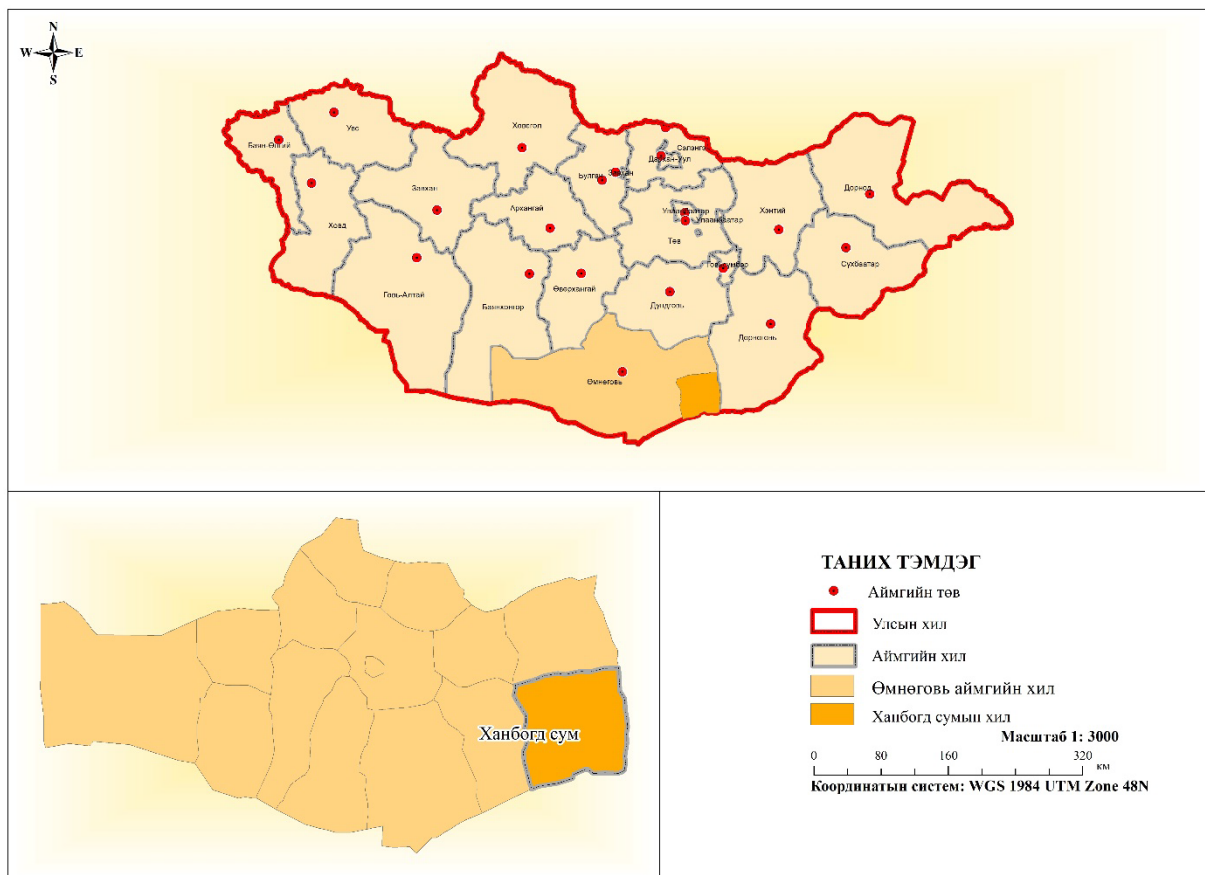 N
W E
S
Увс
Баян-Өлгий
Хөвсгөл
Сэлэнгэ
Дархан-Уул
Булган
Завхан
Архангай
Ховд
Улаанбаатар
Төв
Хэнтий
Дорнод
Сүхбаатар
Говь-Алтай
Баянхонгор
Өвөрхангай
Дундговь
Дорноговь
Өмнөговь
Ханбогд сум
ТАНИХ ТЭМДЭГ
Аймгийн төв
Улсын хил
Аймгийн хил
Өмнөговь аймгийн хил
Ханбогд сумын хил
Масштаб 1: 3000
0 80 160 320
км
Координатын систем: WGS 1984 UTM Zone 48N